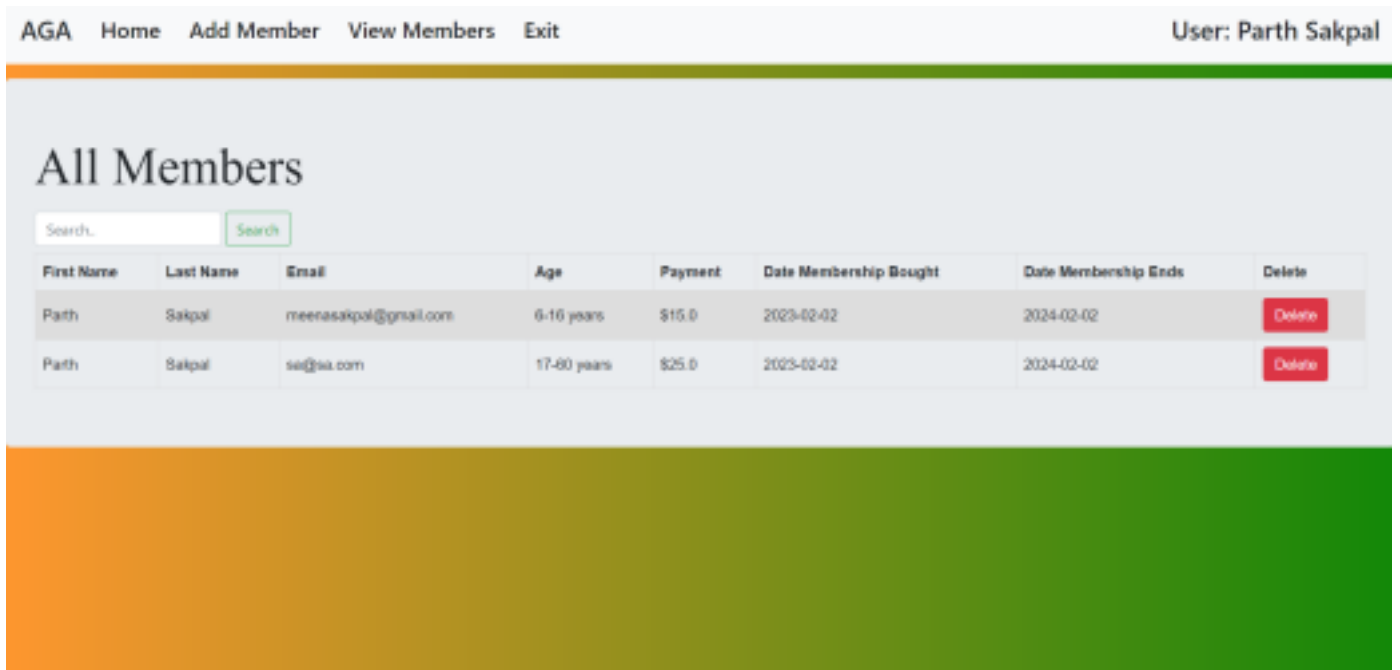 AGA Home Add Member View Members Exit User: Parth Sakpal
All Members
Search.. Search
First Name Last Name Email Age Payment Date Membership Bought Date Membership Ends Delete
Parth Sakpal meenasakpal@gmail.com 6-16 years $15.0 2023-02-02 2024-02-02 Delete
Parth Sakpal sa@sa.com 17-60 years $25.0 2023-02-02 2024-02-02 Delete